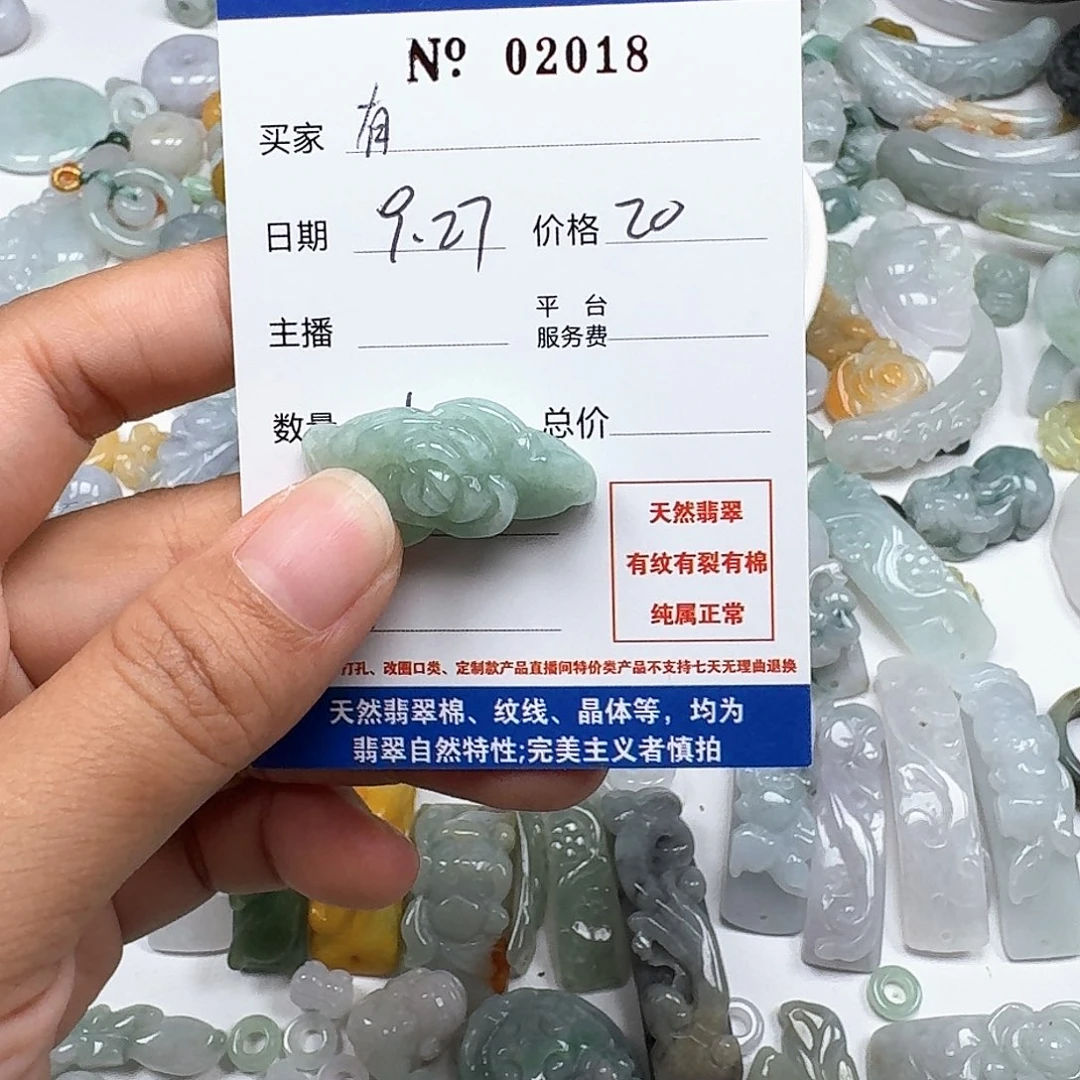 Nº 02018
买家 有
日期 9.27 价格 20
主播 平台服务费
数量 总价
天然翡翠
有纹有裂有棉
纯属正常
打孔、改圈口类、定制款产品直播间特价类产品不支持七天无理由退换
天然翡翠棉、纹线、晶体等，均为
翡翠自然特性;完美主义者慎拍